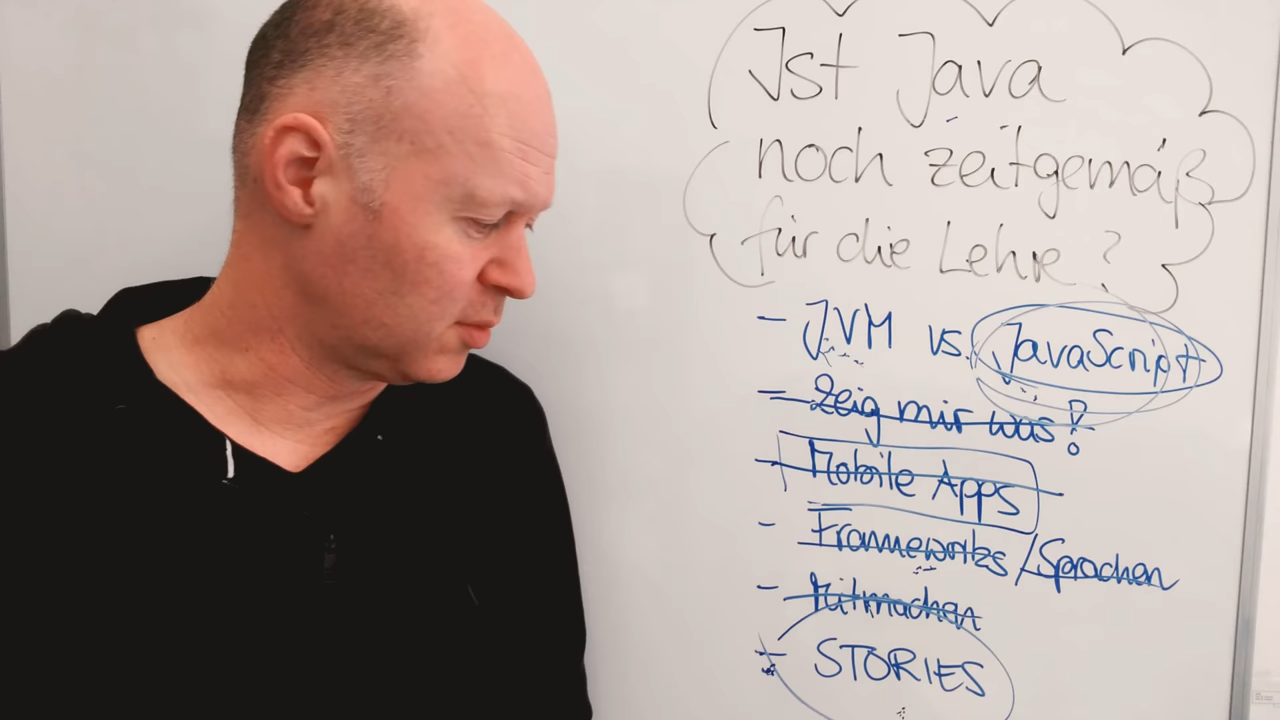 Ist Java
noch zeitgemäß
für die Lehre?
- JVM vs. JavaScript
- Zeig mir was!
- Mobile Apps
- Frameworks/Sprachen
- Mitmachen
- STORIES